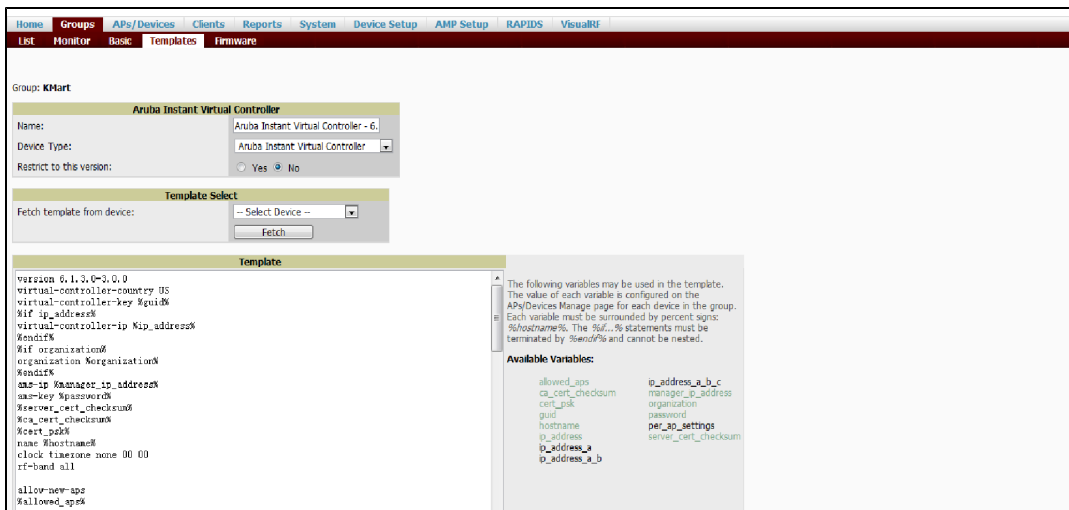 Home Groups APs/Devices Clients Reports System Device Setup AMP Setup RAPIDS VisualRF
List Monitor Basic Templates Firmware
Group: KMart
Aruba Instant Virtual Controller
Name: Aruba Instant Virtual Controller - 6.
Device Type: Aruba Instant Virtual Controller
Restrict to this version: Yes No
Template Select
Fetch template from device: -- Select Device --
Fetch
Template
version 6.1.3.0-3.0.0
virtual-controller-country US
virtual-controller-key %guid%
%if ip_address%
virtual-controller-ip %ip_address%
%endif%
%if organization%
organization %organization%
%endif%
ams-ip %manager_ip_address%
ams-key %password%
%server_cert_checksum%
%ca_cert_checksum%
%cert_psk%
name %hostname%
clock timezone none 00 00
rf-band all
allow-new-aps
%allowed_aps%
The following variables may be used in the template.
The value of each variable is configured on the
APs/Devices Manage page for each device in the group.
Each variable must be surrounded by percent signs:
%hostname%. The %if...% statements must be
terminated by %endif% and cannot be nested.
Available Variables:
allowed_aps
ca_cert_checksum
cert_psk
guid
hostname
ip_address
ip_address_a
ip_address_a_b
ip_address_a_b_c
manager_ip_address
organization
password
per_ap_settings
server_cert_checksum